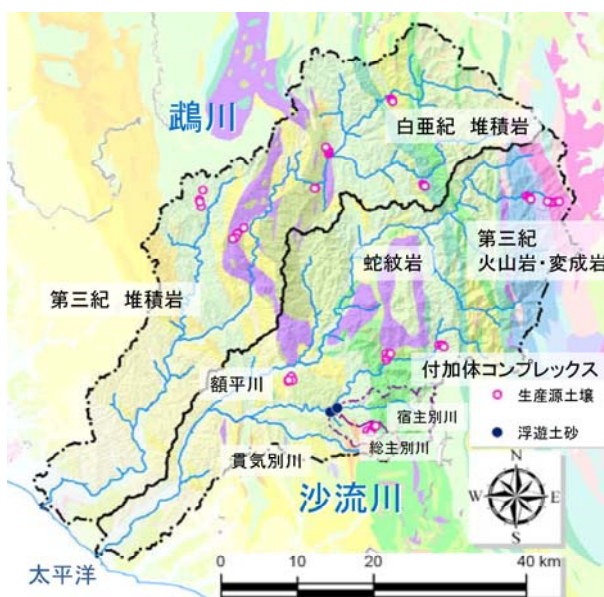 鵡川
白亜紀 堆積岩
第三紀
火山岩・変成岩
蛇紋岩
第三紀 堆積岩
付加体コンプレックス
額平川
生産源土壌
宿主別川
浮遊土砂
総主別川
貫気別川
沙流川
N
W
E
S
太平洋
0
10
20
40 km